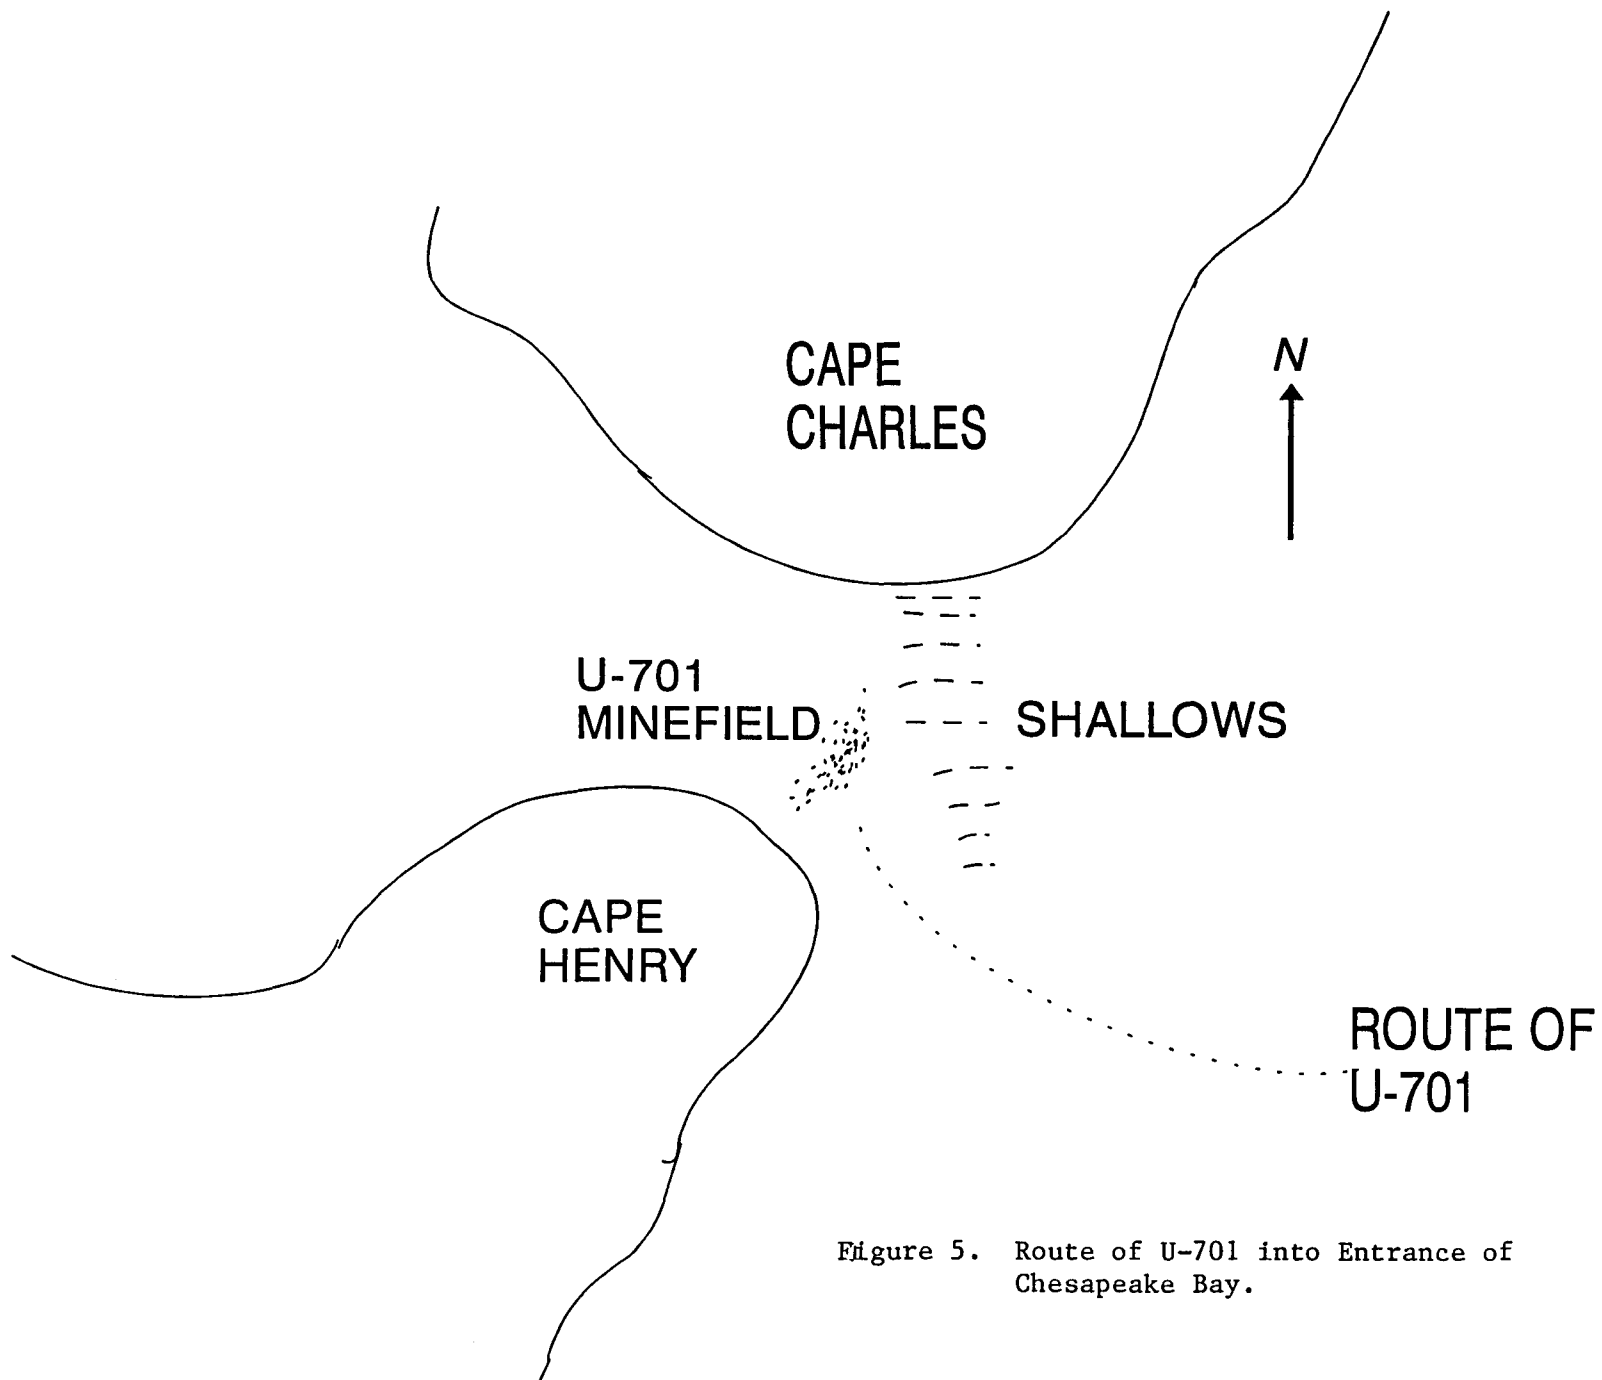 CAPE
CHARLES
N
U-701
MINEFIELD
SHALLOWS
CAPE
HENRY
ROUTE OF
U-701
Figure 5. Route of U-701 into Entrance of
Chesapeake Bay.